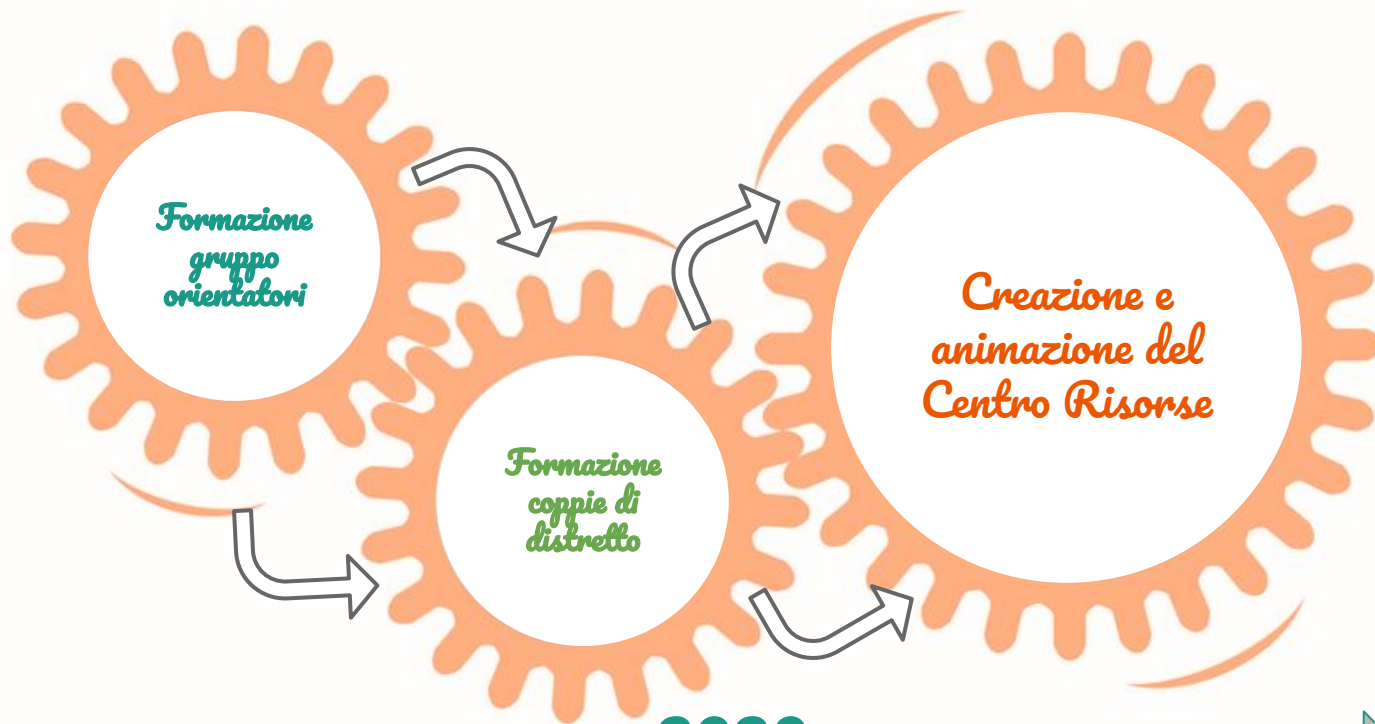 Formazione
gruppo
orientatori
Formazione
coppie di
distretto
Creazione e
animazione del
Centro Risorse